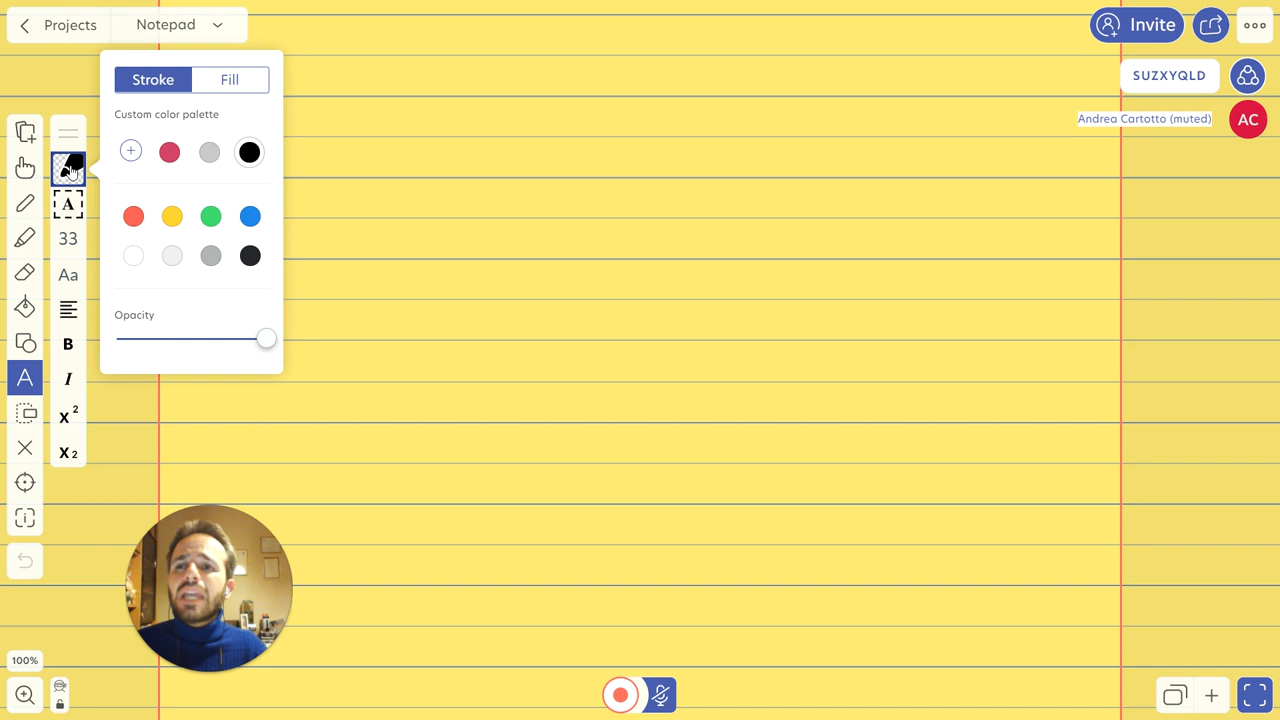 Projects
Notepad
Invite
SUZXYQLD
Andrea Cartotto (muted)
AC
Stroke
Fill
Custom color palette
Opacity
A
33
Aa
B
I
X2
X2
A
100%